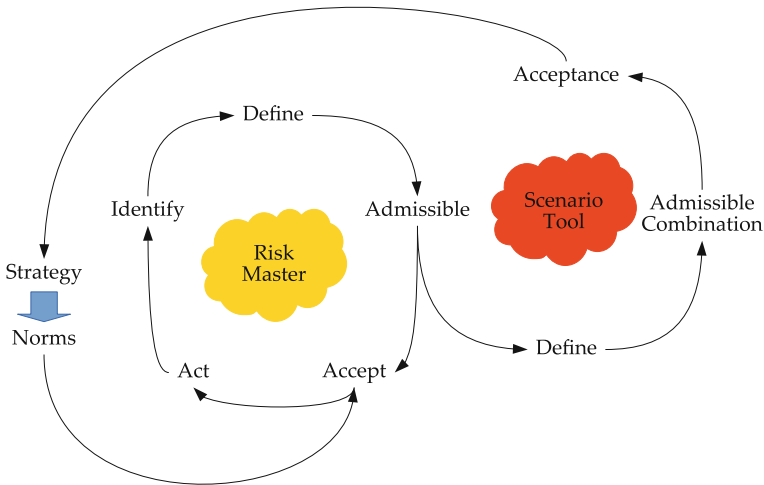 Acceptance
Define
Identify
Admissible
Scenario
Tool
Admissible
Combination
Risk
Master
Strategy
Norms
Define
Act
Accept